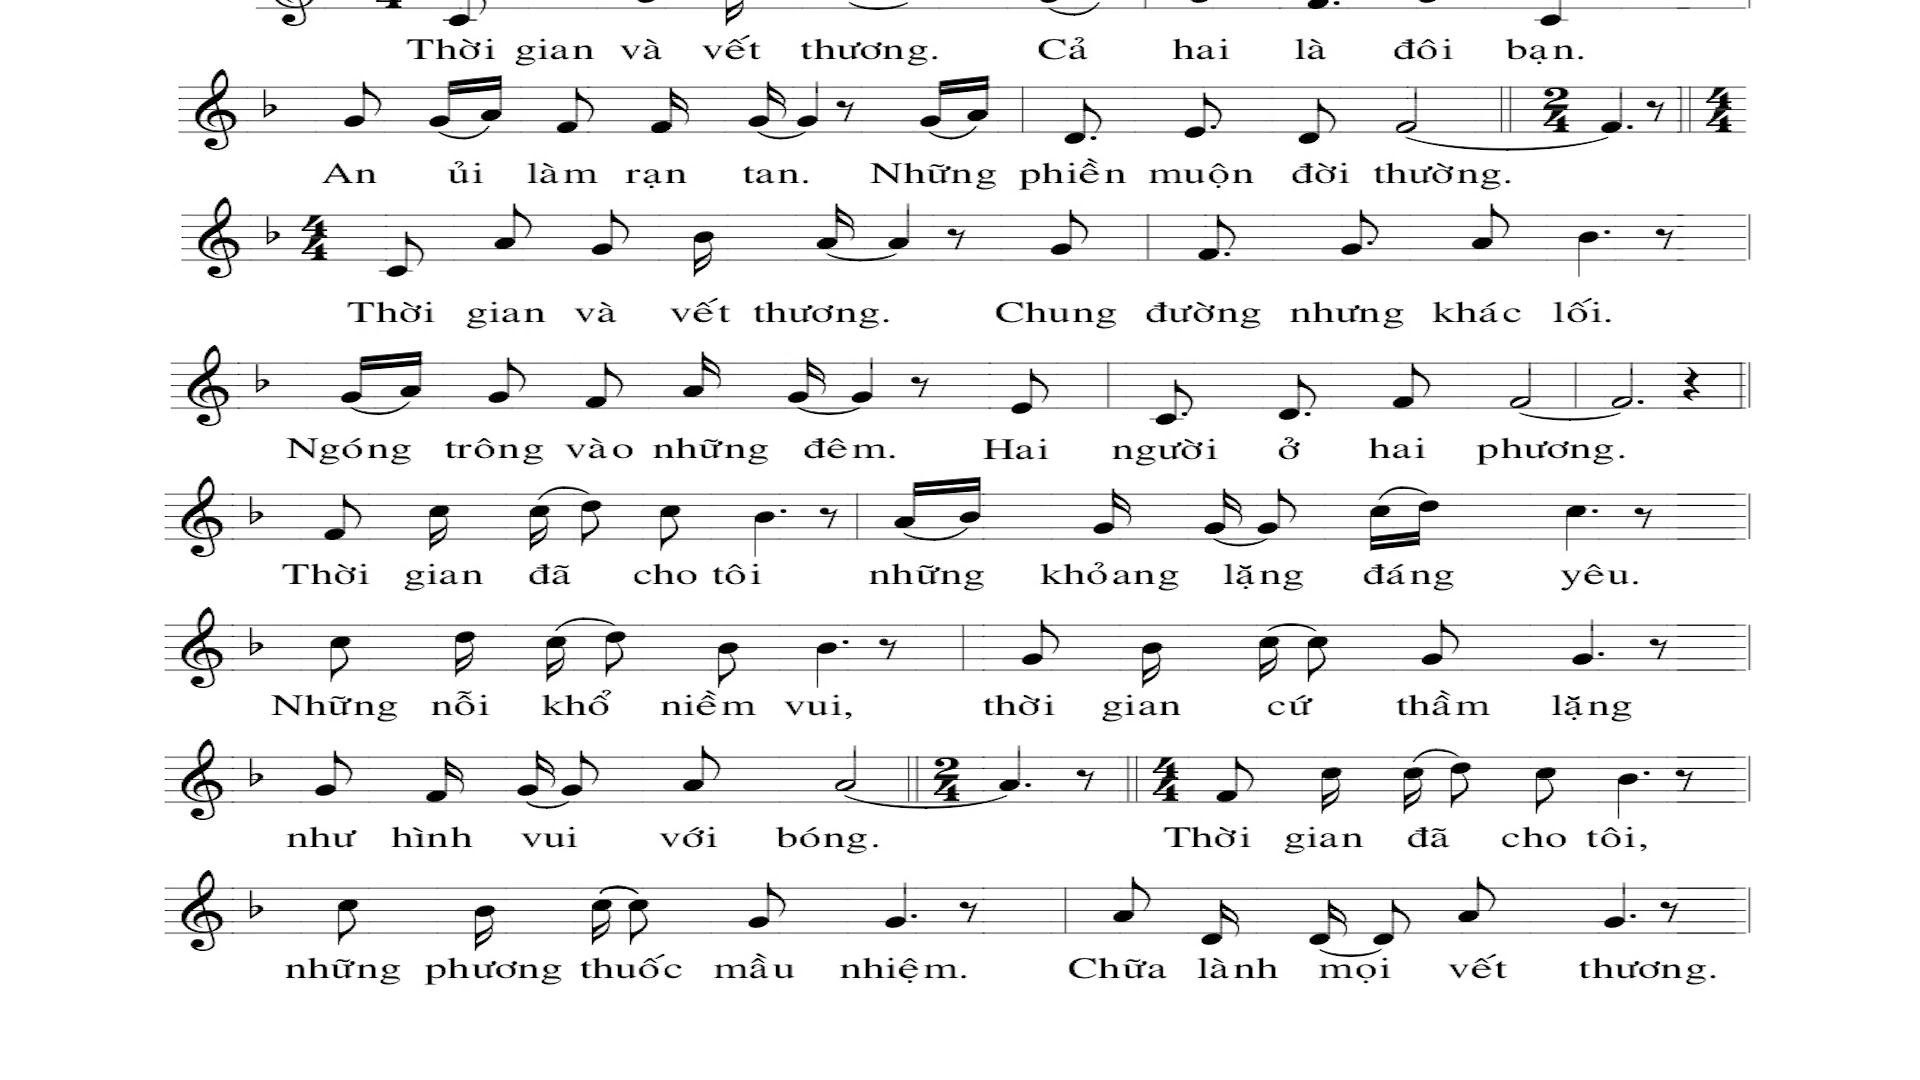 Thời gian và vết thương. Cả hai là đôi bạn.
An ủi làm rạn tan. Những phiền muộn đời thường.
Thời gian và vết thương. Chung đường nhưng khác lối.
Ngóng trông vào những đêm. Hai người ở hai phương.
Thời gian đã cho tôi những khỏang lặng đáng yêu.
Những nỗi khổ niềm vui, thời gian cứ thầm lặng
như hình vui với bóng. Thời gian đã cho tôi,
những phương thuốc mầu nhiệm. Chữa lành mọi vết thương.